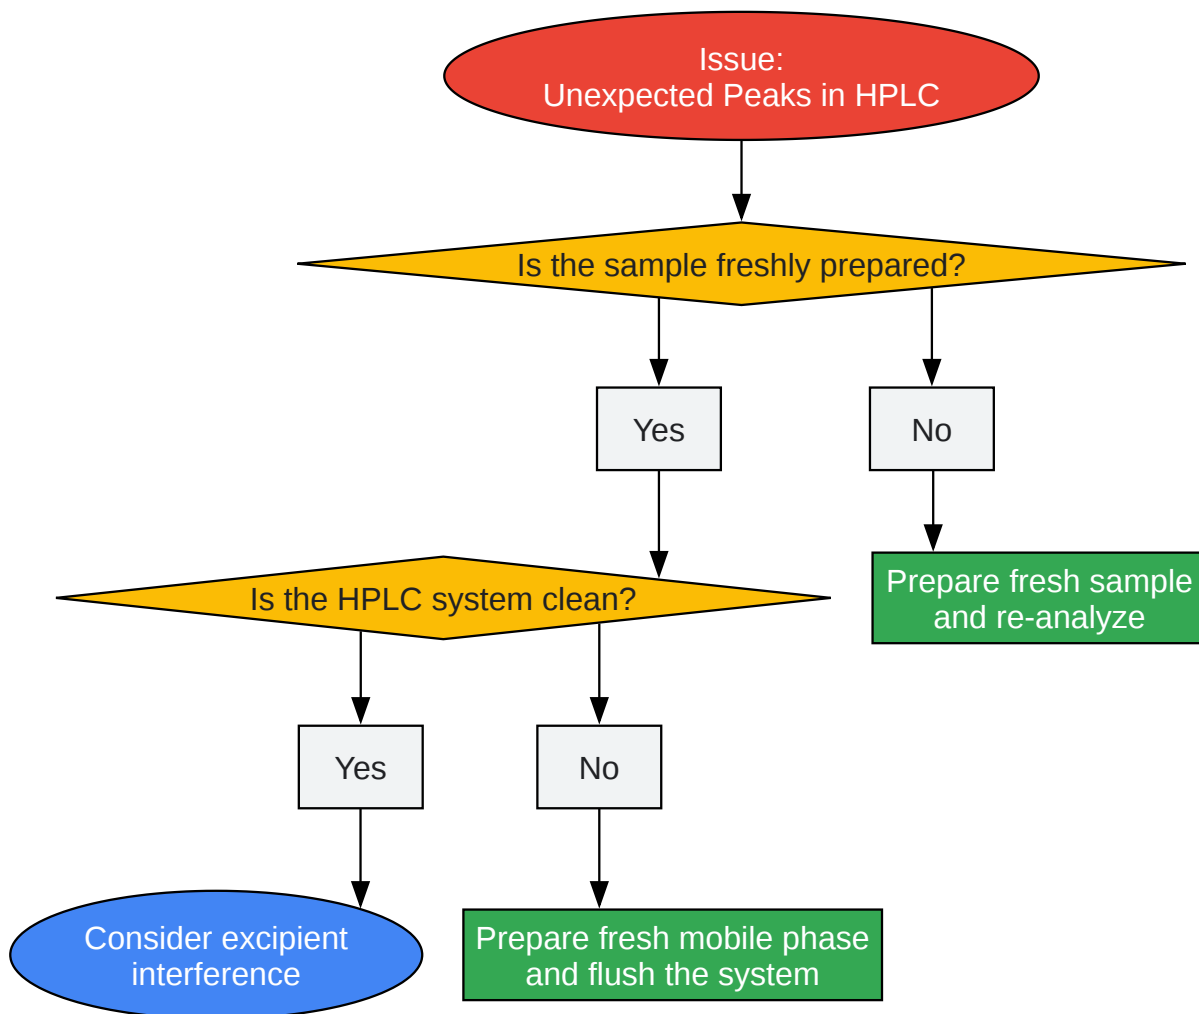 Issue:
Unexpected Peaks in HPLC
Is the sample freshly prepared?
Yes
No
Is the HPLC system clean?
Prepare fresh sample
and re-analyze
Yes
No
Consider excipient
interference
Prepare fresh mobile phase
and flush the system